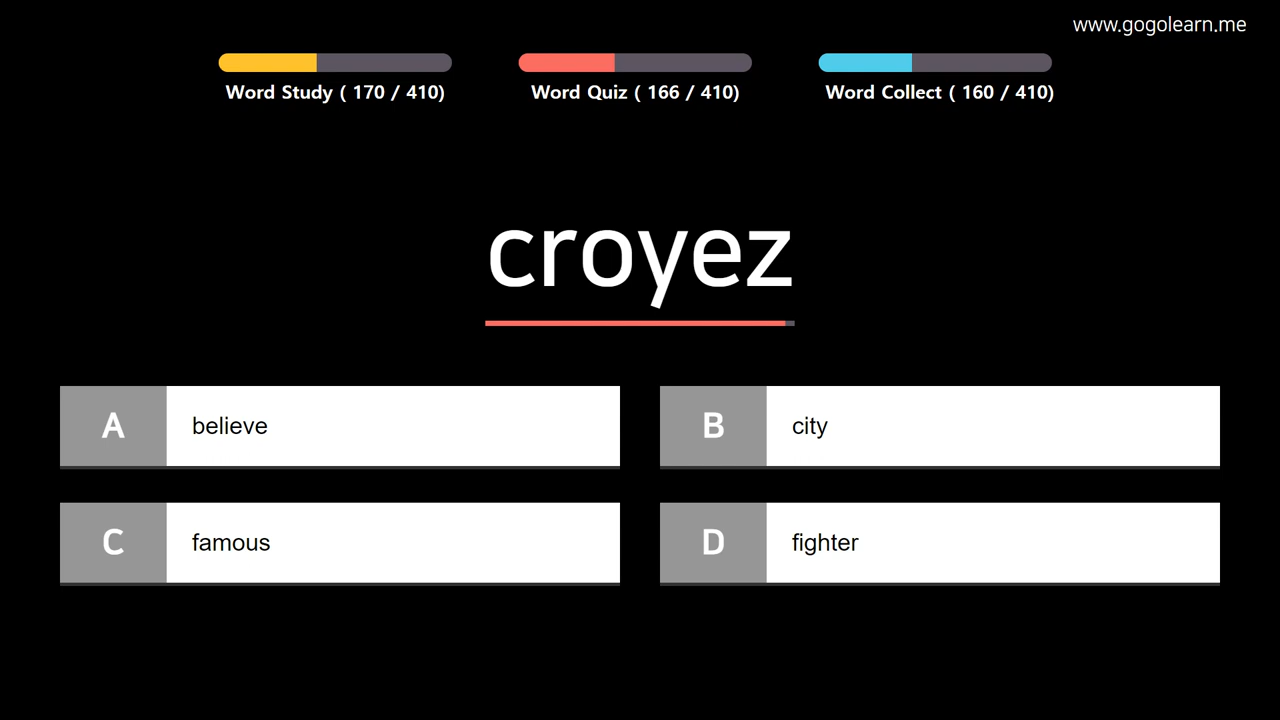 www.gogolearn.me
Word Study ( 170 / 410)
Word Quiz ( 166 / 410)
Word Collect ( 160 / 410)
croyez
A believe
B city
C famous
D fighter